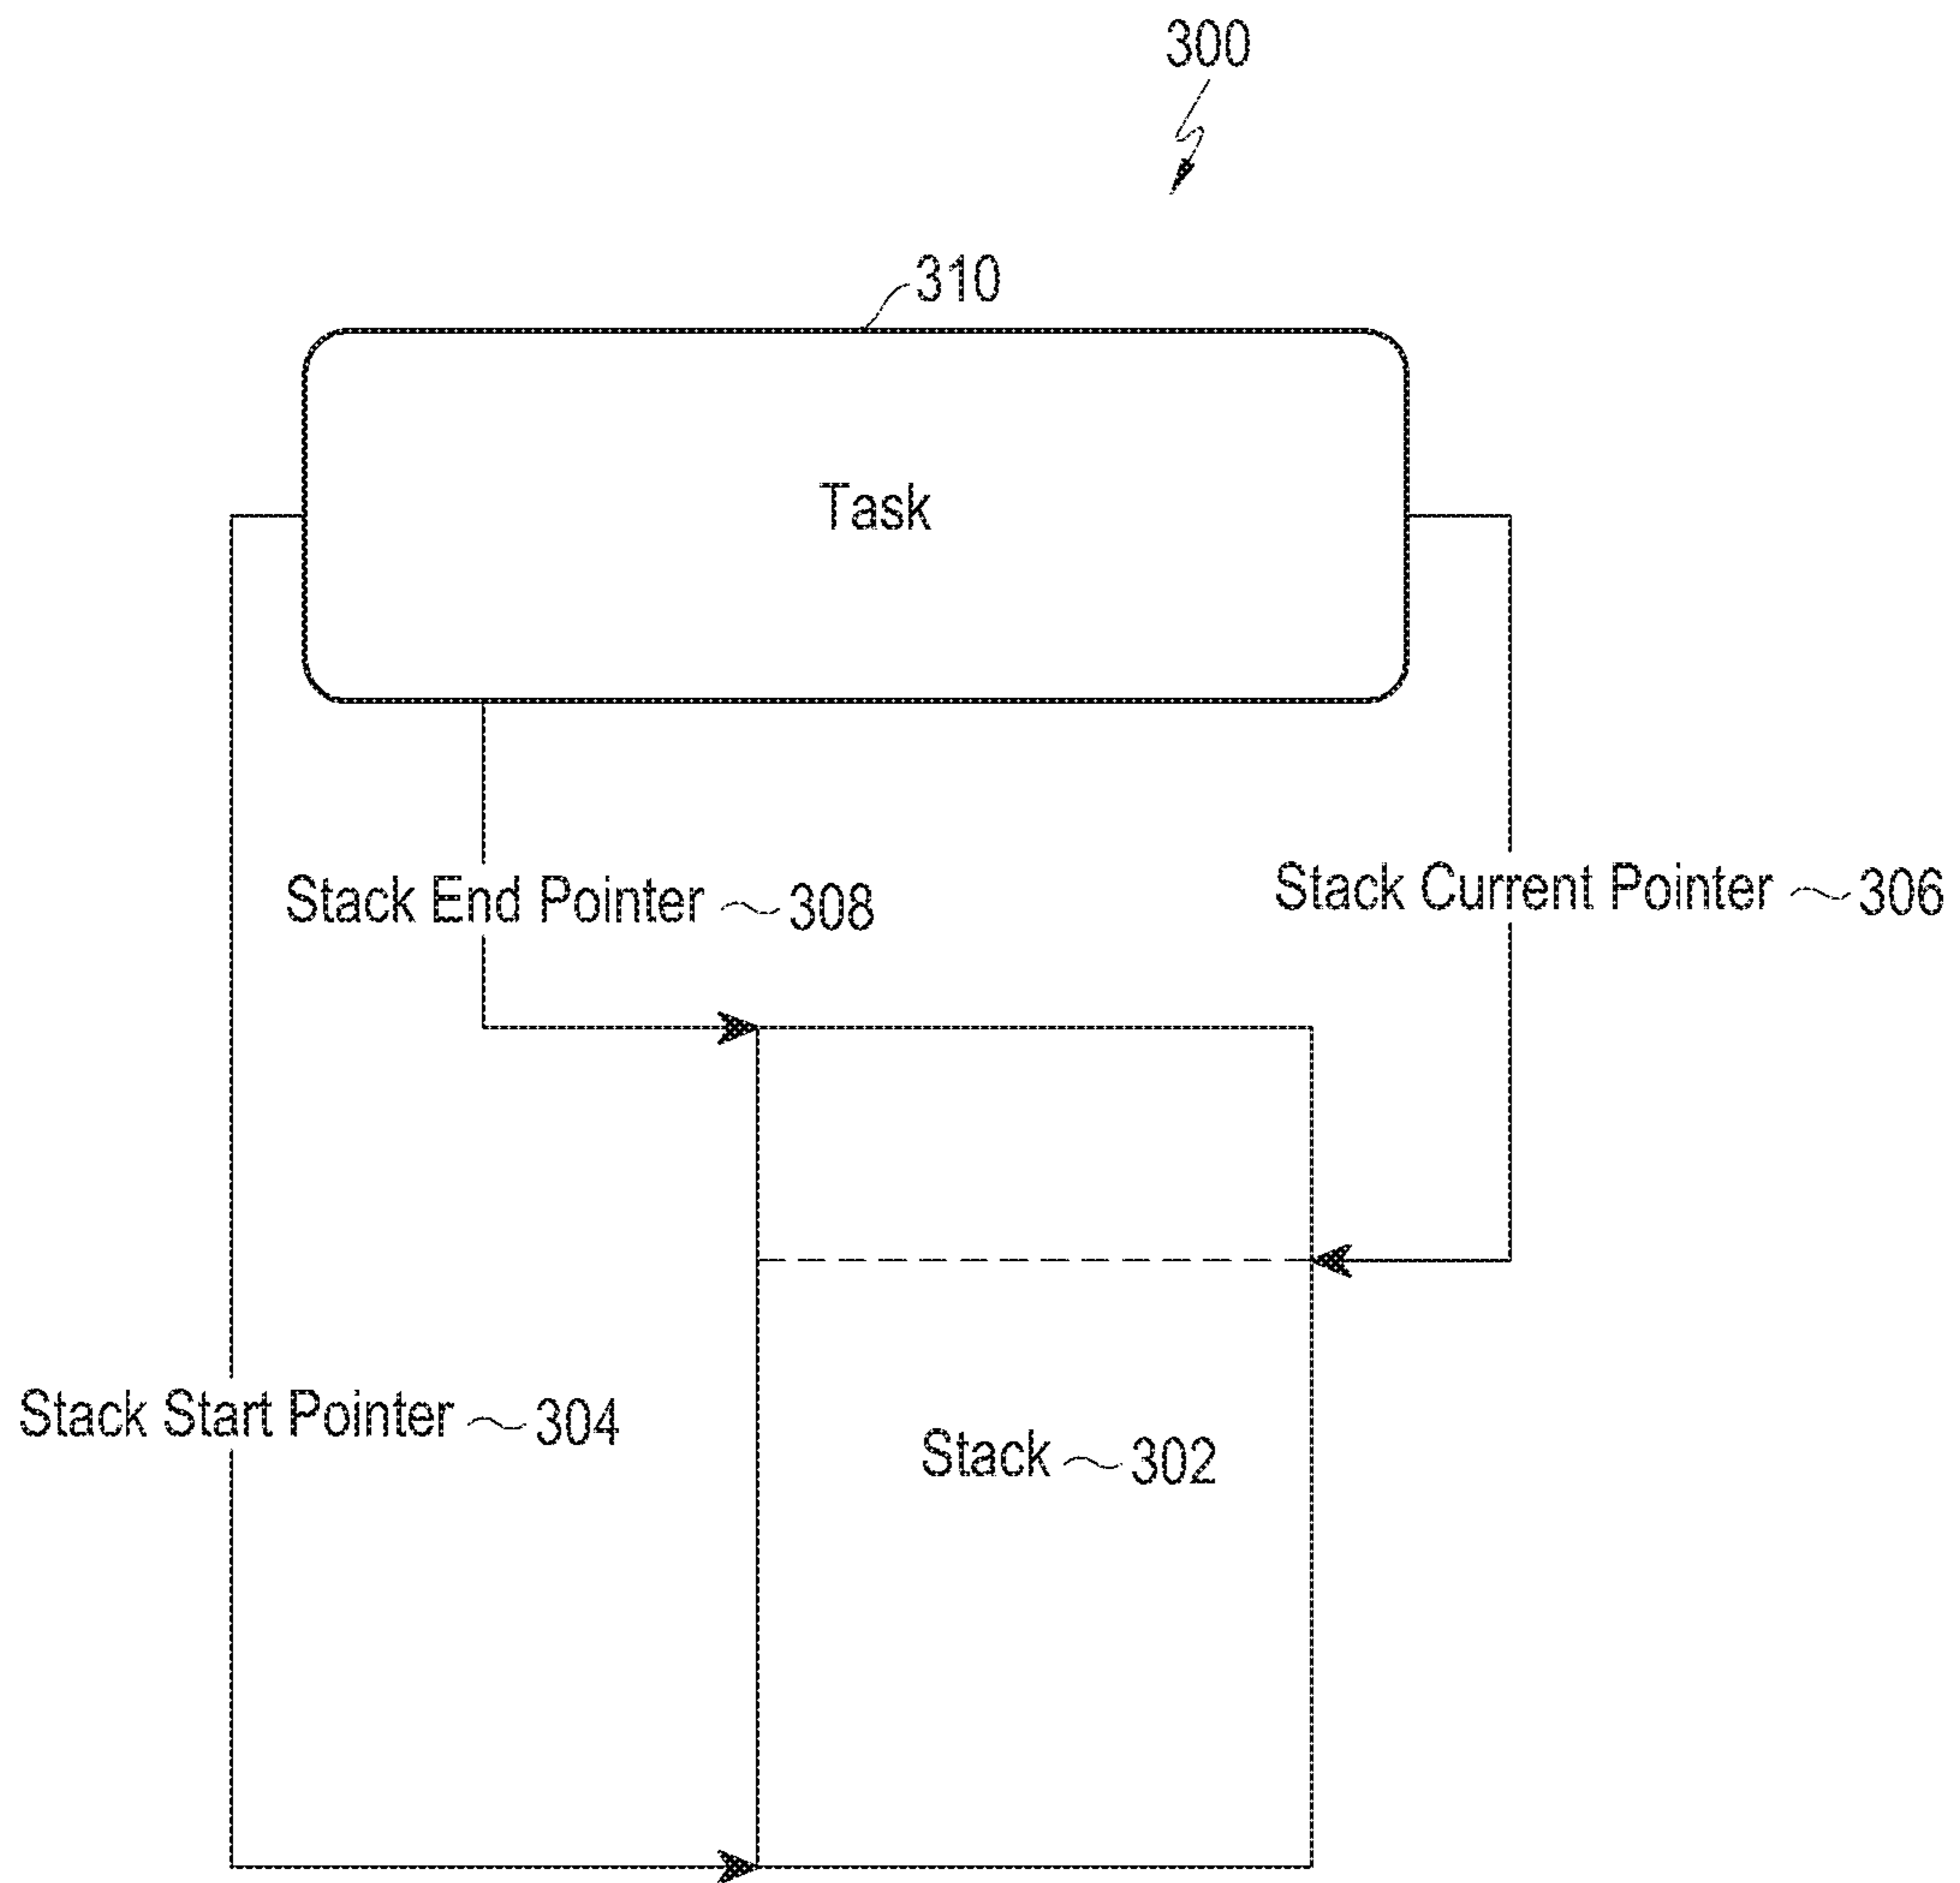 300
310
Task
Stack End Pointer 308
Stack Current Pointer 306
Stack Start Pointer 304
Stack 302